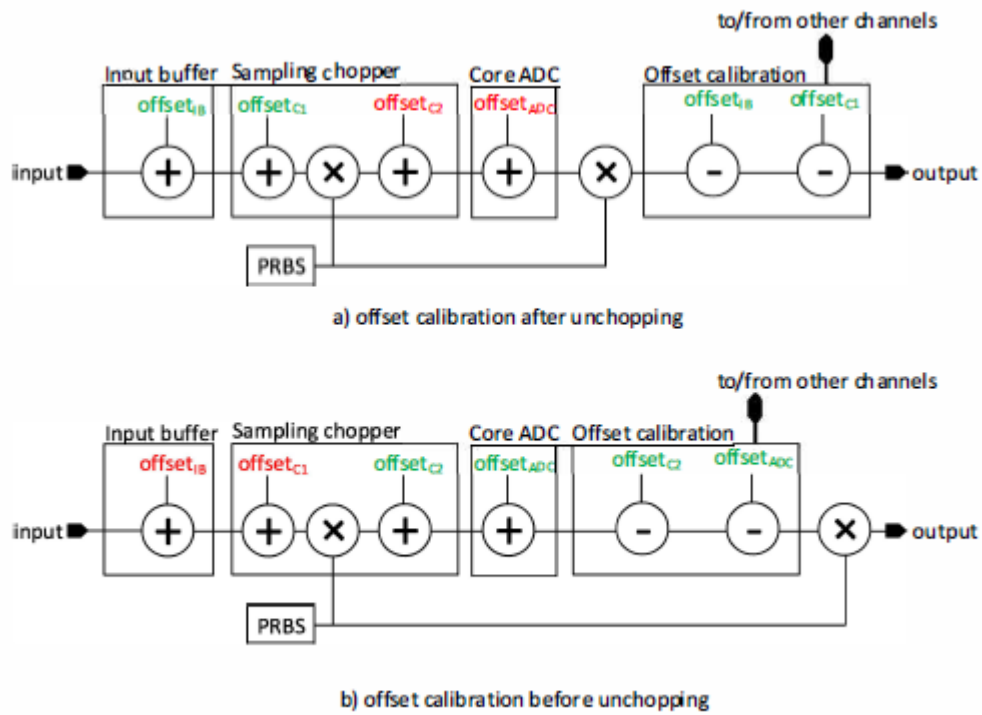 to/from other channels
Input buffer Sampling chopper Core ADC Offset calibration
offsetIB offsetC1 offsetC2 offsetADC offsetIB offsetC1
input + + × + + × - - output
PRBS
a) offset calibration after unchopping
to/from other channels
Input buffer Sampling chopper Core ADC Offset calibration
offsetIB offsetC1 offsetC2 offsetADC offsetC2 offsetADC
input + + × + + - - × output
PRBS
b) offset calibration before unchopping